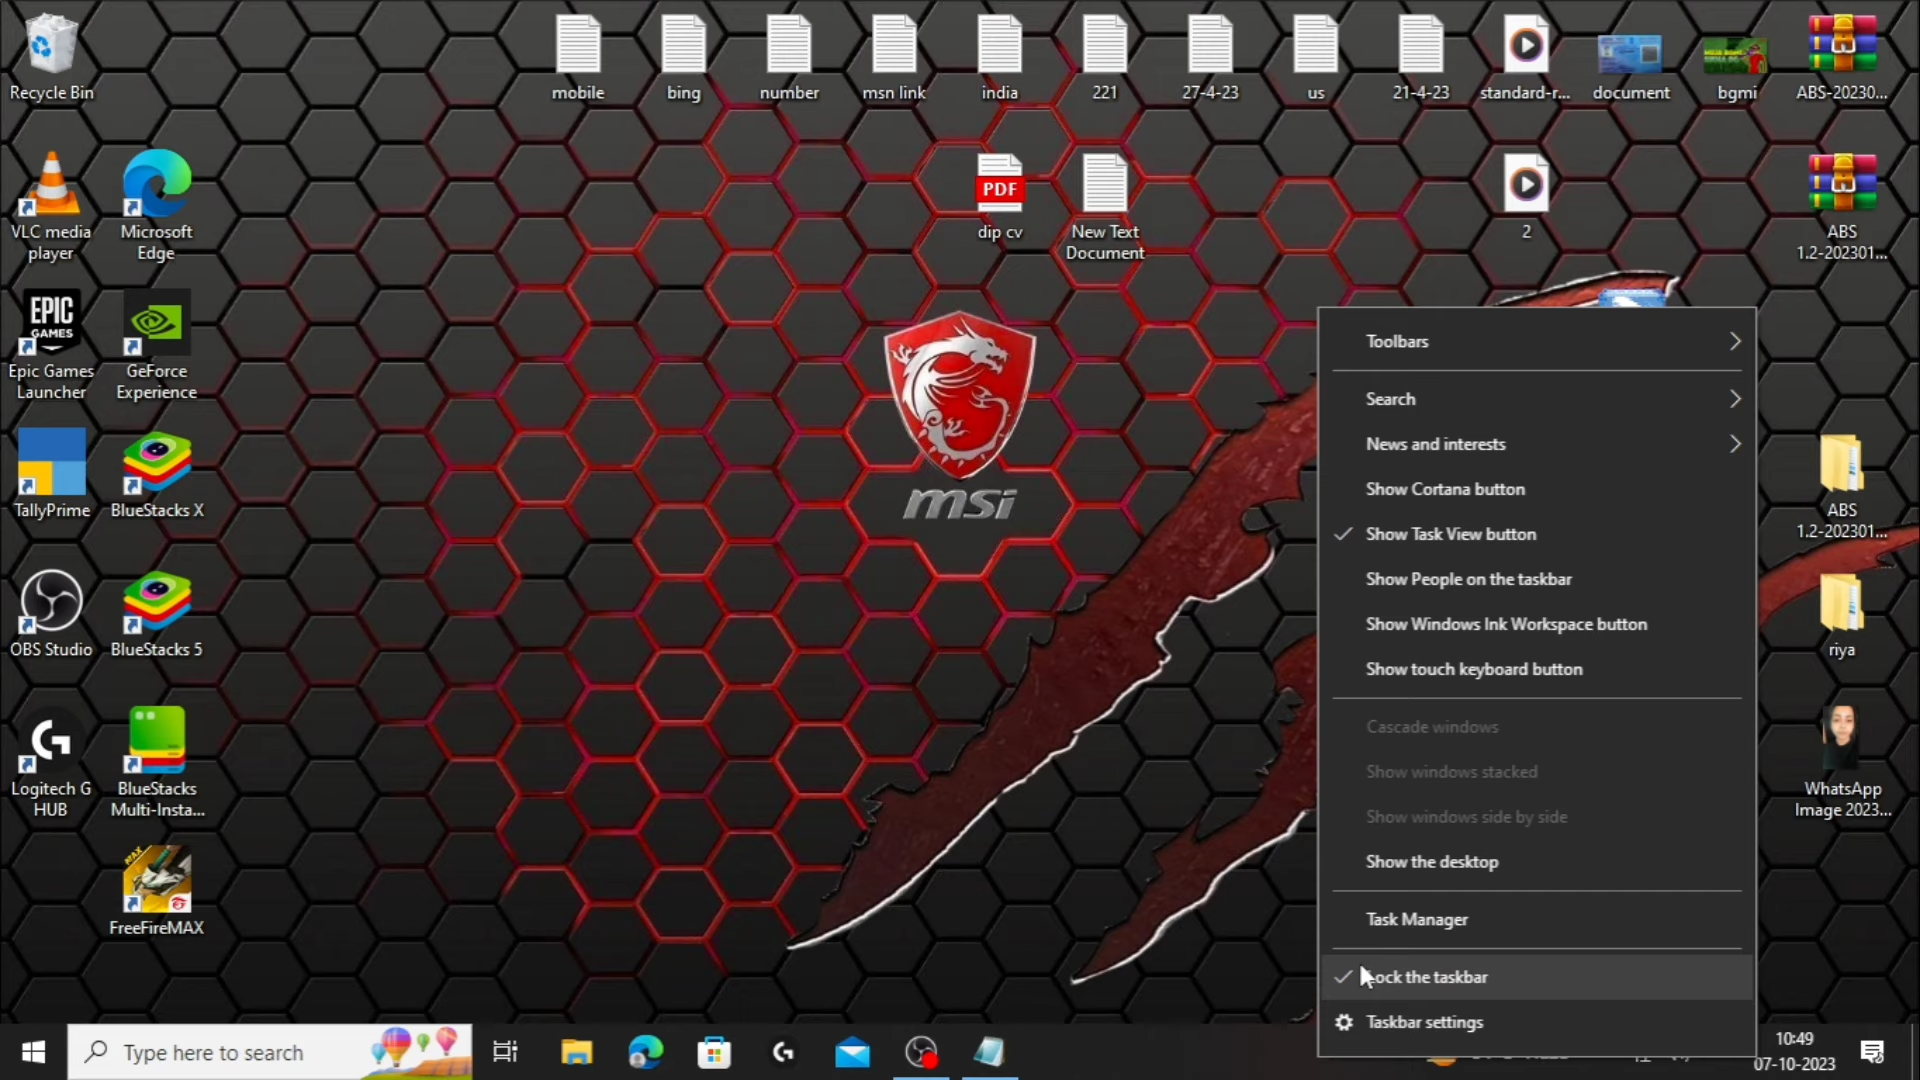 Recycle Bin
mobile
bing
number
msn link
india
221
27-4-23
us
21-4-23
standard-r...
document
bgmi
ABS-20230...
VLC media
player
Microsoft
Edge
PDF
dip cv
New Text
Document
2
ABS
1.2-202301...
EPIC
GAMES
Epic Games
Launcher
GeForce
Experience
msi
TallyPrime
BlueStacks X
ABS
1.2-202301...
OBS Studio
BlueStacks 5
riya
Logitech G
HUB
BlueStacks
Multi-Insta...
WhatsApp
Image 2023...
MAX
FreeFireMAX
Toolbars
Search
News and interests
Show Cortana button
Show Task View button
Show People on the taskbar
Show Windows Ink Workspace button
Show touch keyboard button
Cascade windows
Show windows stacked
Show windows side by side
Show the desktop
Task Manager
Lock the taskbar
Taskbar settings
Type here to search
10:49
07-10-2023